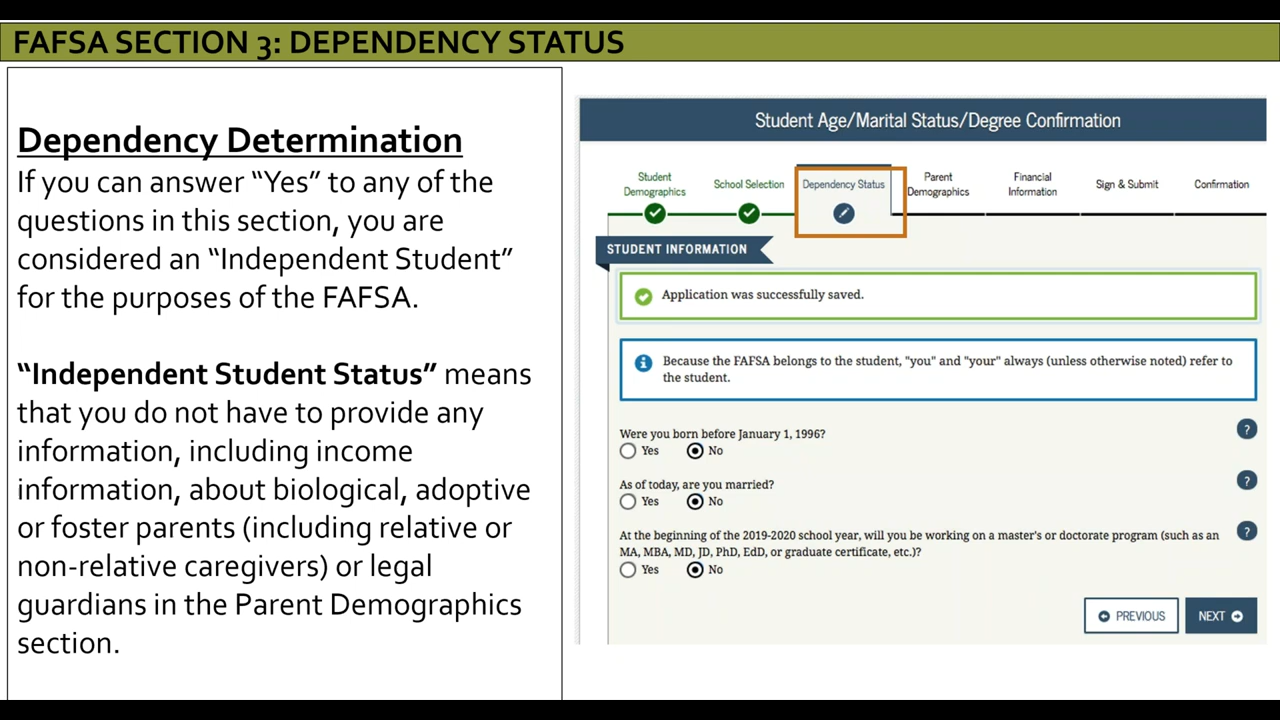 FAFSA SECTION 3: DEPENDENCY STATUS
Dependency Determination
If you can answer “Yes” to any of the
questions in this section, you are
considered an “Independent Student”
for the purposes of the FAFSA.
“Independent Student Status” means
that you do not have to provide any
information, including income
information, about biological, adoptive
or foster parents (including relative or
non-relative caregivers) or legal
guardians in the Parent Demographics
section.
Student Age/Marital Status/Degree Confirmation
Student
Demographics
School Selection
Dependency Status
Parent
Demographics
Financial
Information
Sign & Submit
Confirmation
STUDENT INFORMATION
Application was successfully saved.
Because the FAFSA belongs to the student, "you" and "your" always (unless otherwise noted) refer to
the student.
Were you born before January 1, 1996?
Yes No
As of today, are you married?
Yes No
At the beginning of the 2019-2020 school year, will you be working on a master's or doctorate program (such as an
MA, MBA, MD, JD, PhD, EdD, or graduate certificate, etc.)?
Yes No
PREVIOUS NEXT